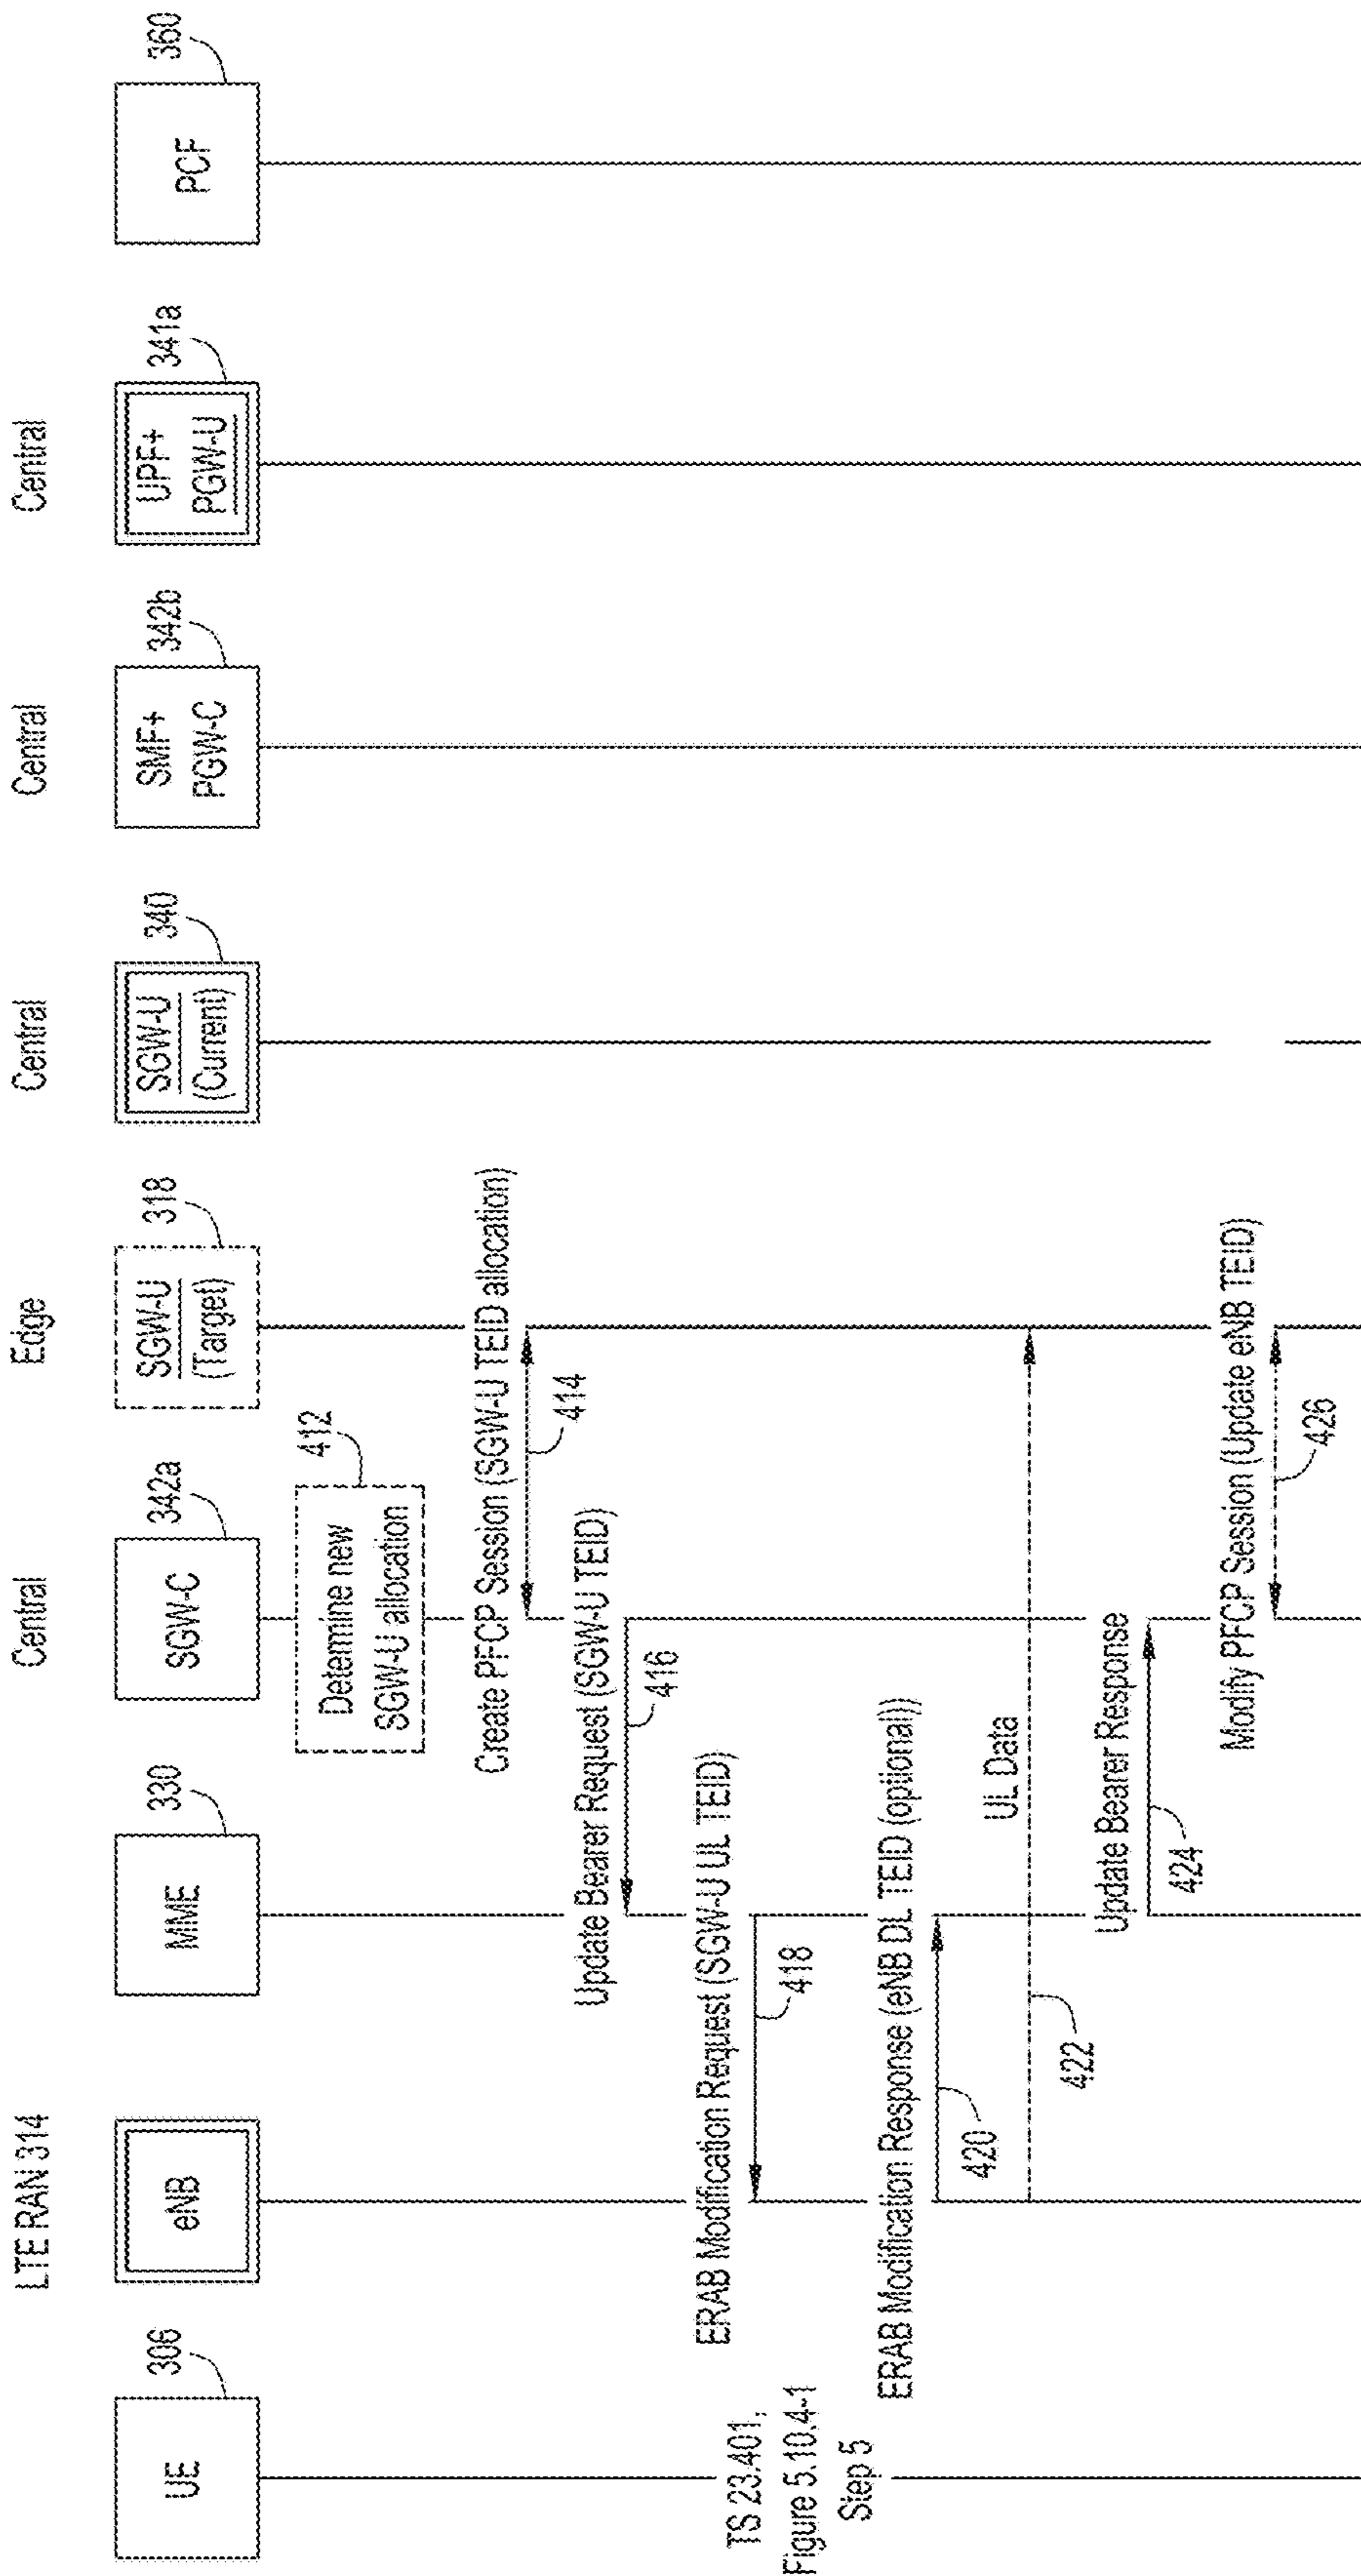 LTE RAN 314
Central
Edge
Central
Central
Central
UE
306
eNB
MME
330
SGW-C
342a
SGW-U
(Target)
318
SGW-U
(Current)
340
SMF+
PGW-C
342b
UPF+
PGW-U
341a
PCF
360
Determine new
SGW-U allocation
412
Create PFCP Session (SGW-U TEID allocation)
414
Update Bearer Request (SGW-U TEID)
416
TS 23.401,
Figure 5.10.4-1
Step 5
ERAB Modification Request (SGW-U UL TEID)
418
ERAB Modification Response (eNB DL TEID (optional))
420
UL Data
422
Update Bearer Response
424
Modify PFCP Session (Update eNB TEID)
426